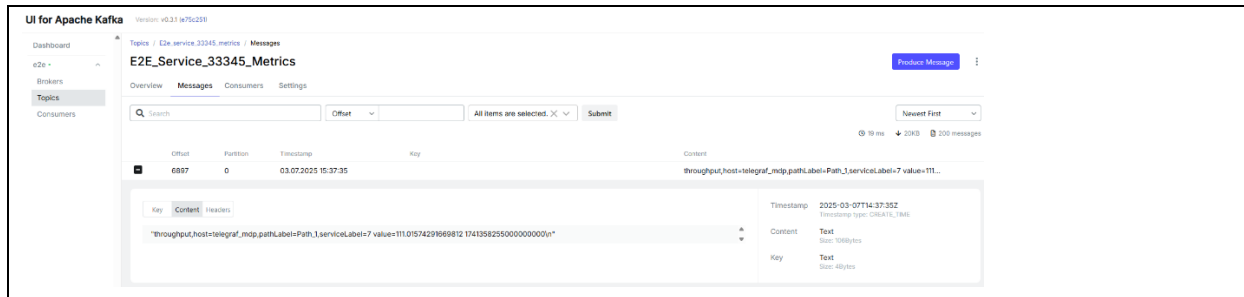 UI for Apache Kafka Version: v0.3.1 (e75c251)
Dashboard
e2e
Brokers
Topics
Consumers
Topics / E2e.service.33345.metrics / Messages
E2E_Service_33345_Metrics
Produce Message
Overview Messages Consumers Settings
Search Offset All items are selected. Submit Newest First
19 ms 20KB 200 messages
Offset Partition Timestamp Key Content
6897 0 03.07.2025 15:37:35 throughput,host=telegraf_mdp,pathLabel=Path_1,serviceLabel=7 value=111...
Key Content Headers
"throughput,host=telegraf_mdp,pathLabel=Path_1,serviceLabel=7 value=111.01574291669812 1741358255000000000\n"
Timestamp 2025-03-07T14:37:35Z
Timestamp type: CREATE_TIME
Content Text
Size: 106Bytes
Key Text
Size: 4Bytes